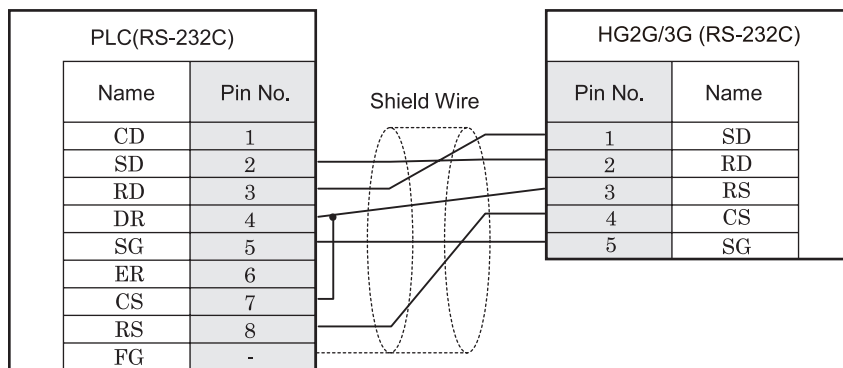 PLC(RS-232C)
Name Pin No.
CD 1
SD 2
RD 3
DR 4
SG 5
ER 6
CS 7
RS 8
FG -
Shield Wire
HG2G/3G (RS-232C)
Pin No. Name
1 SD
2 RD
3 RS
4 CS
5 SG